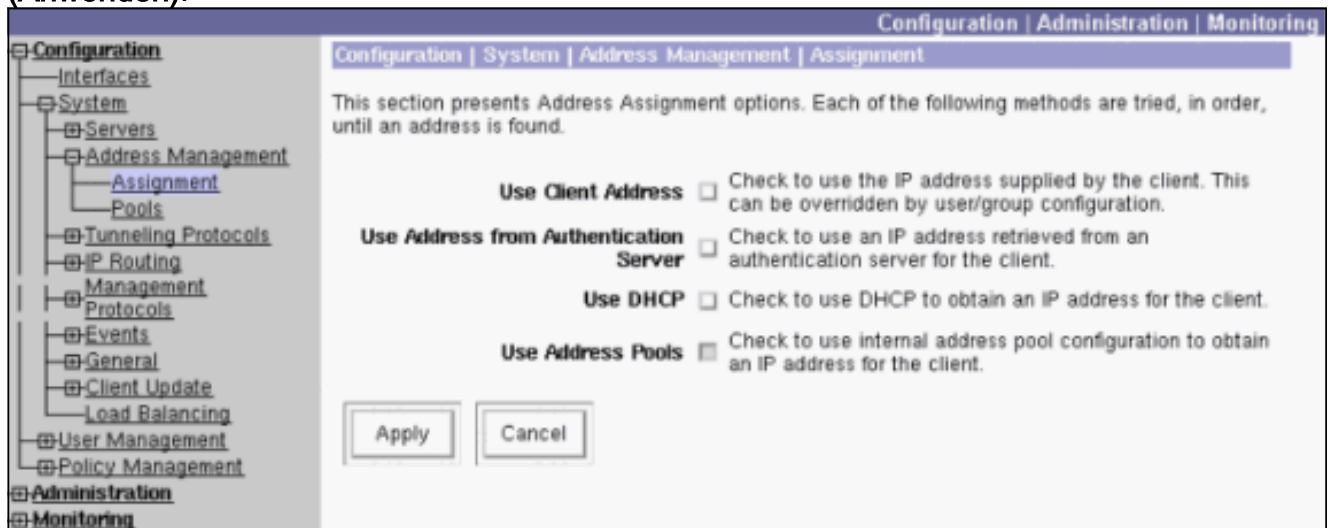 (Anwenden).
Configuration | Administration | Monitoring
Configuration
Interfaces
System
Servers
Address Management
Assignment
Pools
Tunneling Protocols
IP Routing
Management
Protocols
Events
General
Client Update
Load Balancing
User Management
Policy Management
Administration
Monitoring
Configuration | System | Address Management | Assignment
This section presents Address Assignment options. Each of the following methods are tried, in order,
until an address is found.
Use Client Address
Check to use the IP address supplied by the client. This
can be overridden by user/group configuration.
Use Address from Authentication
Server
Check to use an IP address retrieved from an
authentication server for the client.
Use DHCP
Check to use DHCP to obtain an IP address for the client.
Use Address Pools
Check to use internal address pool configuration to obtain
an IP address for the client.
Apply
Cancel